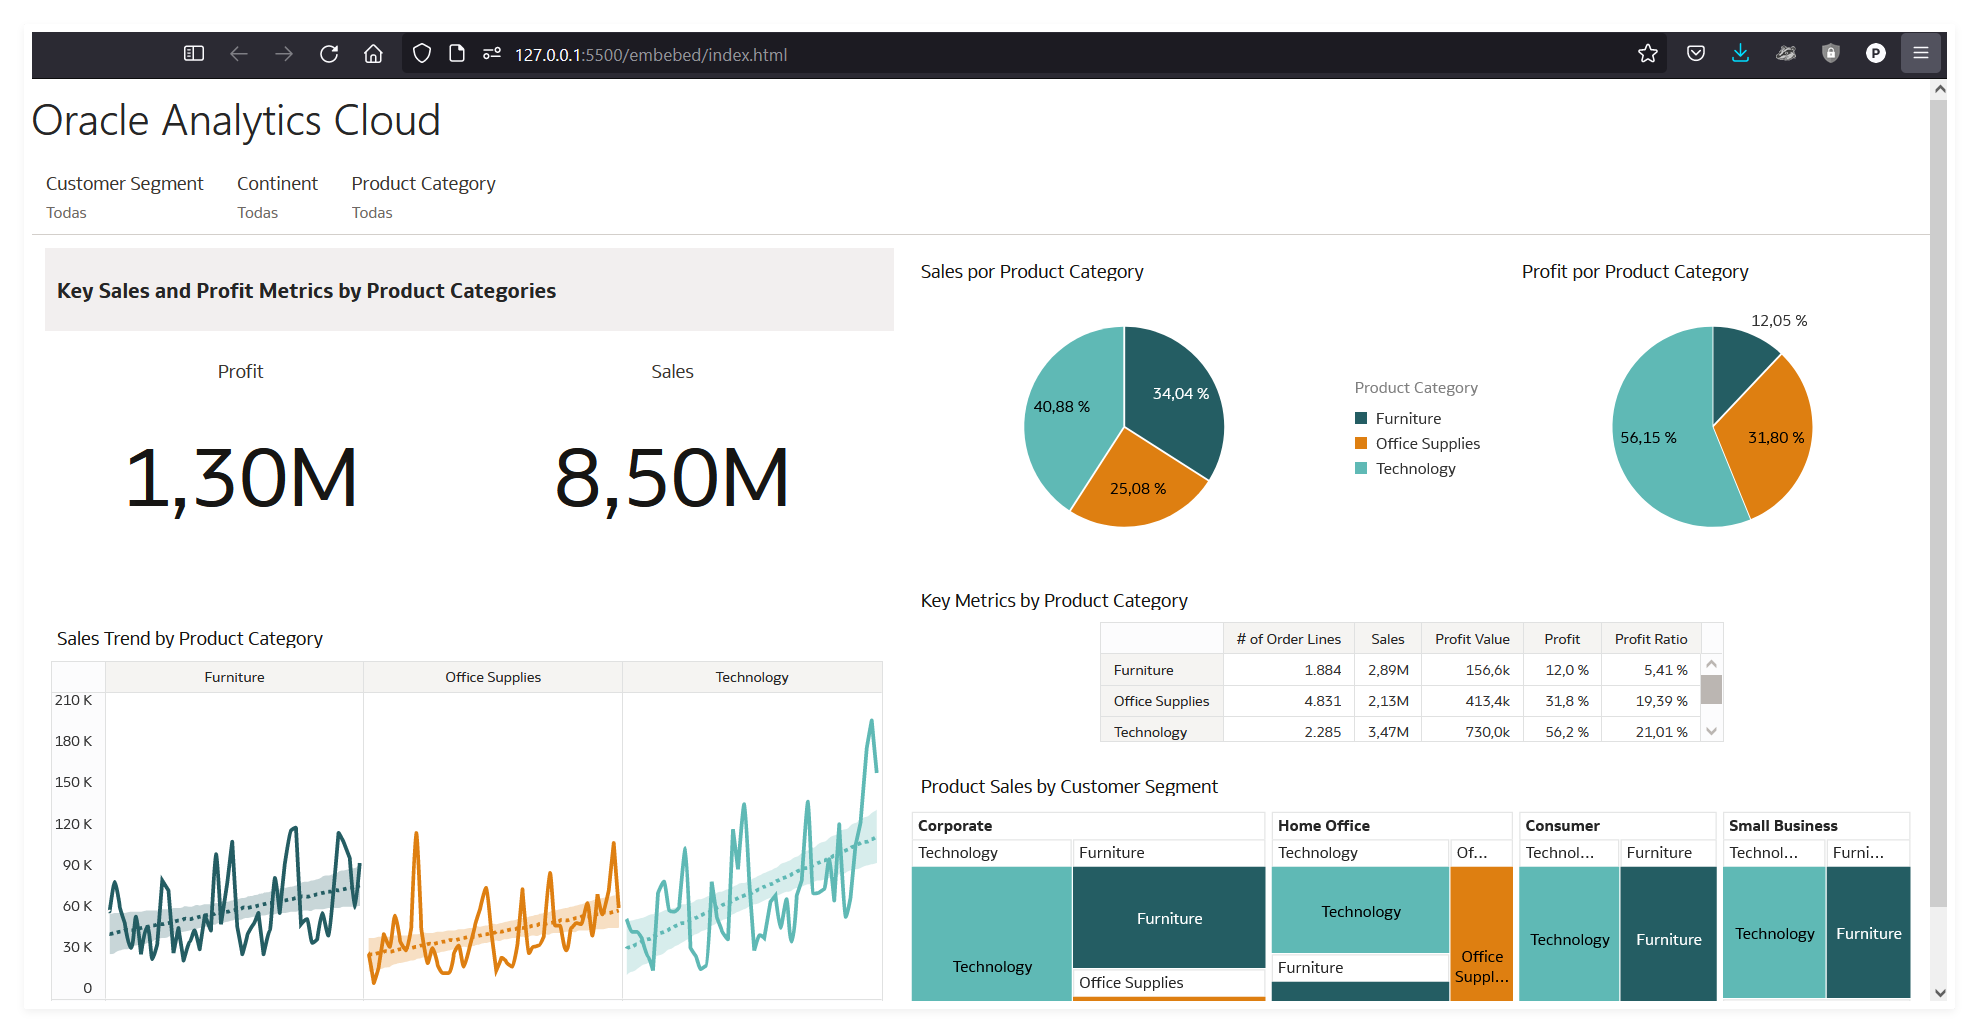 127.0.0.1:5500/embebed/index.html
P
Oracle Analytics Cloud
Customer Segment Continent Product Category
Todas Todas Todas
Key Sales and Profit Metrics by Product Categories
Profit Sales
1,30M 8,50M
Sales por Product Category
40,88 % 34,04 %
25,08 %
Product Category
Furniture
Office Supplies
Technology
Profit por Product Category
12,05 %
56,15 % 31,80 %
Sales Trend by Product Category
Furniture Office Supplies Technology
210 K
180 K
150 K
120 K
90 K
60 K
30 K
0
Key Metrics by Product Category
# of Order Lines Sales Profit Value Profit Profit Ratio
Furniture 1.884 2,89M 156,6k 12,0 % 5,41 %
Office Supplies 4.831 2,13M 413,4k 31,8 % 19,39 %
Technology 2.285 3,47M 730,0k 56,2 % 21,01 %
Product Sales by Customer Segment
Corporate
Technology Furniture
Furniture
Technology
Office Supplies
Home Office
Technology Of...
Technology
Furniture
Office
Suppl...
Consumer
Technol... Furniture
Technology Furniture
Small Business
Technol... Furni...
Technology Furniture